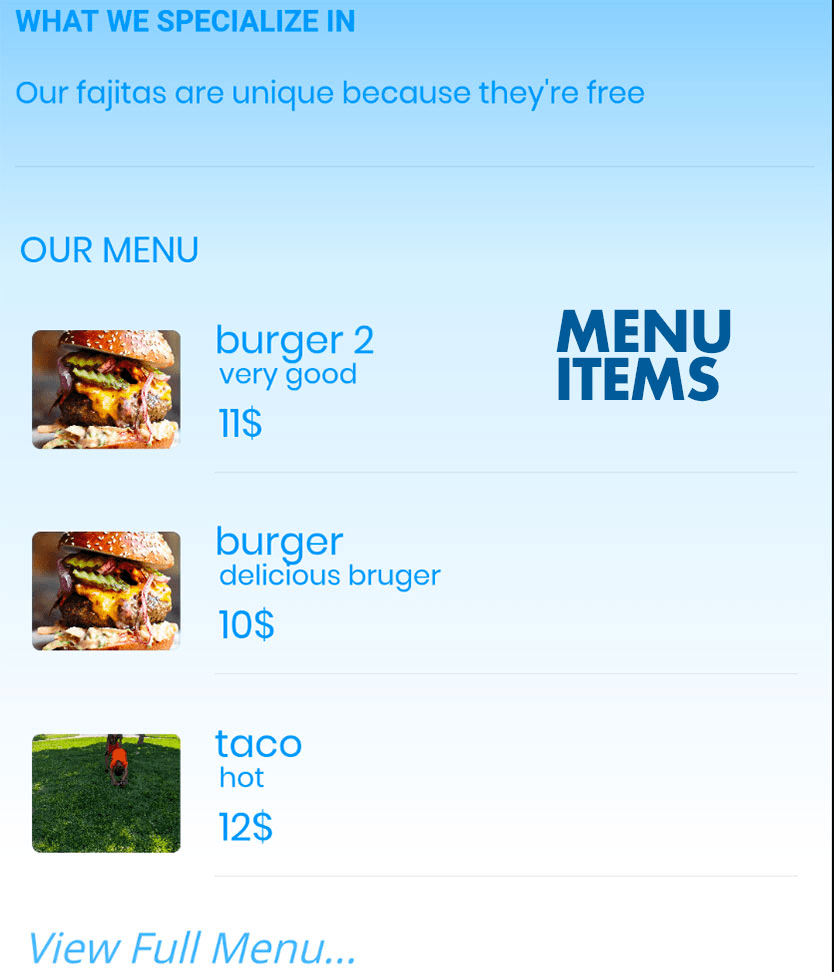 WHAT WE SPECIALIZE IN
Our fajitas are unique because they're free
OUR MENU
burger 2
very good
11$
MENU
ITEMS
burger
delicious bruger
10$
taco
hot
12$
View Full Menu...